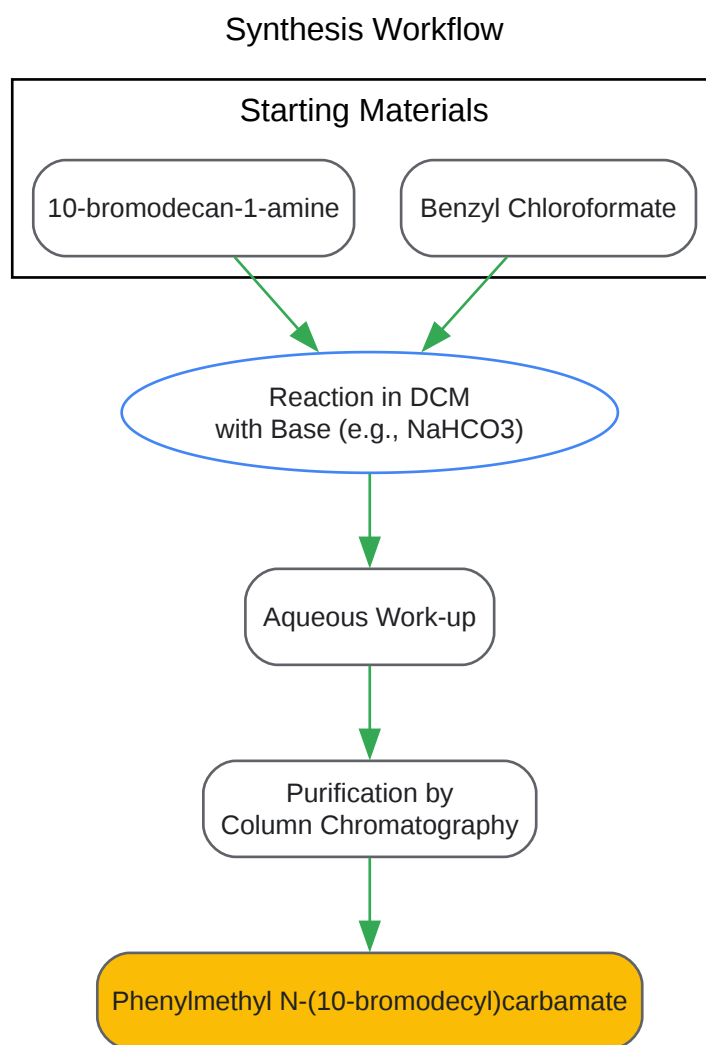 Synthesis Workflow
Starting Materials
10-bromodecan-1-amine
Benzyl Chloroformate
Reaction in DCM
with Base (e.g., NaHCO3)
Aqueous Work-up
Purification by
Column Chromatography
Phenylmethyl N-(10-bromodecyl)carbamate